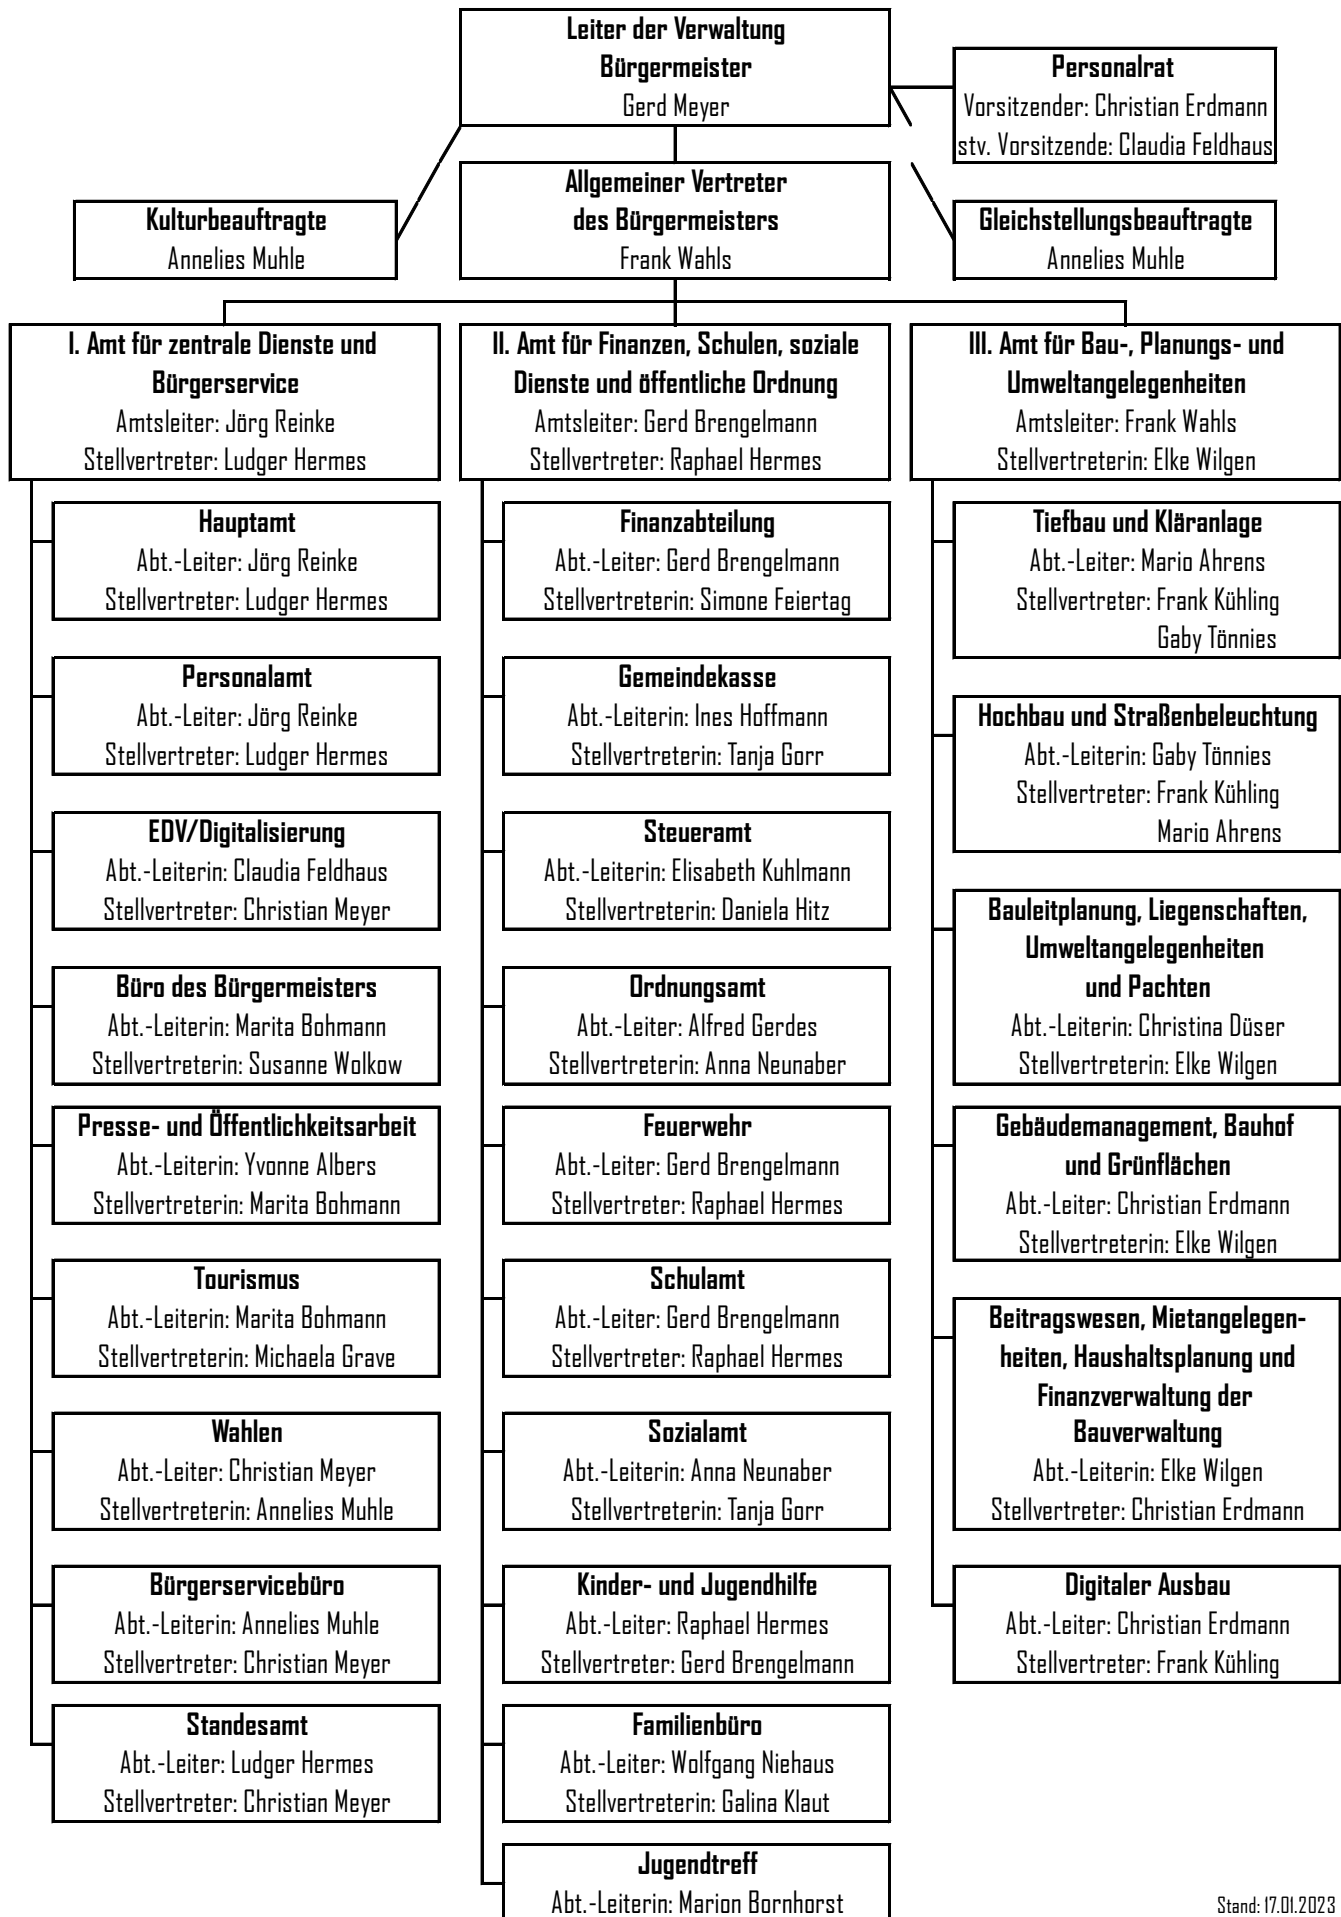 Leiter der Verwaltung
Bürgermeister
Gerd Meyer
Personalrat
Vorsitzender: Christian Erdmann
stv. Vorsitzende: Claudia Feldhaus
Allgemeiner Vertreter
des Bürgermeisters
Frank Wahls
Kulturbeauftragte
Annelies Muhle
Gleichstellungsbeauftragte
Annelies Muhle
I. Amt für zentrale Dienste und
Bürgerservice
Amtsleiter: Jörg Reinke
Stellvertreter: Ludger Hermes
Hauptamt
Abt.-Leiter: Jörg Reinke
Stellvertreter: Ludger Hermes
Personalamt
Abt.-Leiter: Jörg Reinke
Stellvertreter: Ludger Hermes
EDV/Digitalisierung
Abt.-Leiterin: Claudia Feldhaus
Stellvertreter: Christian Meyer
Büro des Bürgermeisters
Abt.-Leiterin: Marita Bohmann
Stellvertreterin: Susanne Wolkow
Presse- und Öffentlichkeitsarbeit
Abt.-Leiterin: Yvonne Albers
Stellvertreterin: Marita Bohmann
Tourismus
Abt.-Leiterin: Marita Bohmann
Stellvertreterin: Michaela Grave
Wahlen
Abt.-Leiter: Christian Meyer
Stellvertreterin: Annelies Muhle
Bürgerservicebüro
Abt.-Leiterin: Annelies Muhle
Stellvertreter: Christian Meyer
Standesamt
Abt.-Leiter: Ludger Hermes
Stellvertreter: Christian Meyer
II. Amt für Finanzen, Schulen, soziale
Dienste und öffentliche Ordnung
Amtsleiter: Gerd Brengelmann
Stellvertreter: Raphael Hermes
Finanzabteilung
Abt.-Leiter: Gerd Brengelmann
Stellvertreterin: Simone Feiertag
Gemeindekasse
Abt.-Leiterin: Ines Hoffmann
Stellvertreterin: Tanja Gorr
Steueramt
Abt.-Leiterin: Elisabeth Kuhlmann
Stellvertreterin: Daniela Hitz
Ordnungsamt
Abt.-Leiter: Alfred Gerdes
Stellvertreterin: Anna Neunaber
Feuerwehr
Abt.-Leiter: Gerd Brengelmann
Stellvertreter: Raphael Hermes
Schulamt
Abt.-Leiter: Gerd Brengelmann
Stellvertreter: Raphael Hermes
Sozialamt
Abt.-Leiterin: Anna Neunaber
Stellvertreterin: Tanja Gorr
Kinder- und Jugendhilfe
Abt.-Leiter: Raphael Hermes
Stellvertreter: Gerd Brengelmann
Familienbüro
Abt.-Leiter: Wolfgang Niehaus
Stellvertreterin: Galina Klaut
Jugendtreff
Abt.-Leiterin: Marion Bornhorst
III. Amt für Bau-, Planungs- und
Umweltangelegenheiten
Amtsleiter: Frank Wahls
Stellvertreterin: Elke Wilgen
Tiefbau und Kläranlage
Abt.-Leiter: Mario Ahrens
Stellvertreter: Frank Kühling
Gaby Tönnies
Hochbau und Straßenbeleuchtung
Abt.-Leiterin: Gaby Tönnies
Stellvertreter: Frank Kühling
Mario Ahrens
Bauleitplanung, Liegenschaften,
Umweltangelegenheiten
und Pachten
Abt.-Leiterin: Christina Düser
Stellvertreterin: Elke Wilgen
Gebäudemanagement, Bauhof
und Grünflächen
Abt.-Leiter: Christian Erdmann
Stellvertreterin: Elke Wilgen
Beitragswesen, Mietangelegen-
heiten, Haushaltsplanung und
Finanzverwaltung der
Bauverwaltung
Abt.-Leiterin: Elke Wilgen
Stellvertreter: Christian Erdmann
Digitaler Ausbau
Abt.-Leiter: Christian Erdmann
Stellvertreter: Frank Kühling
Stand: 17.01.2023